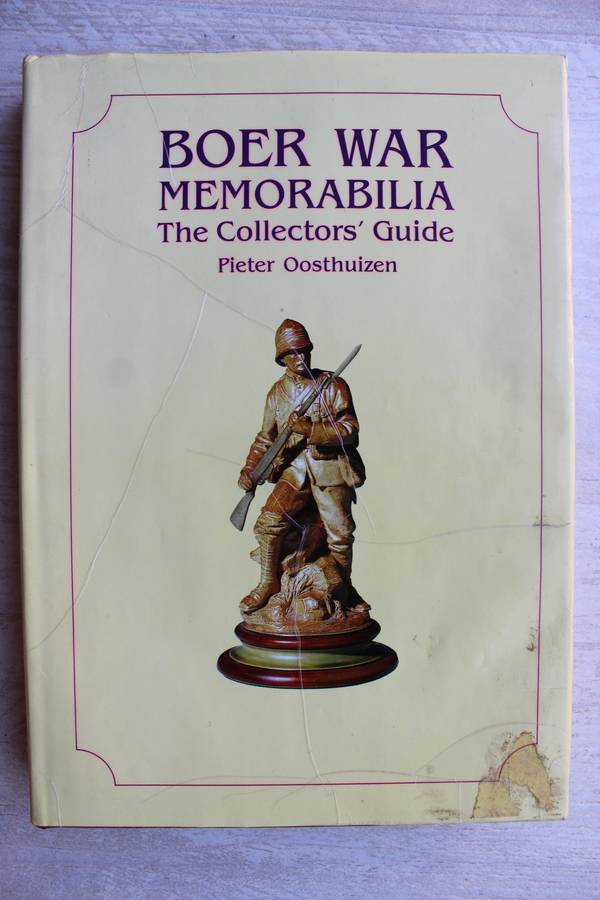 BOER WAR
MEMORABILIA
The Collectors' Guide
Pieter Oosthuizen